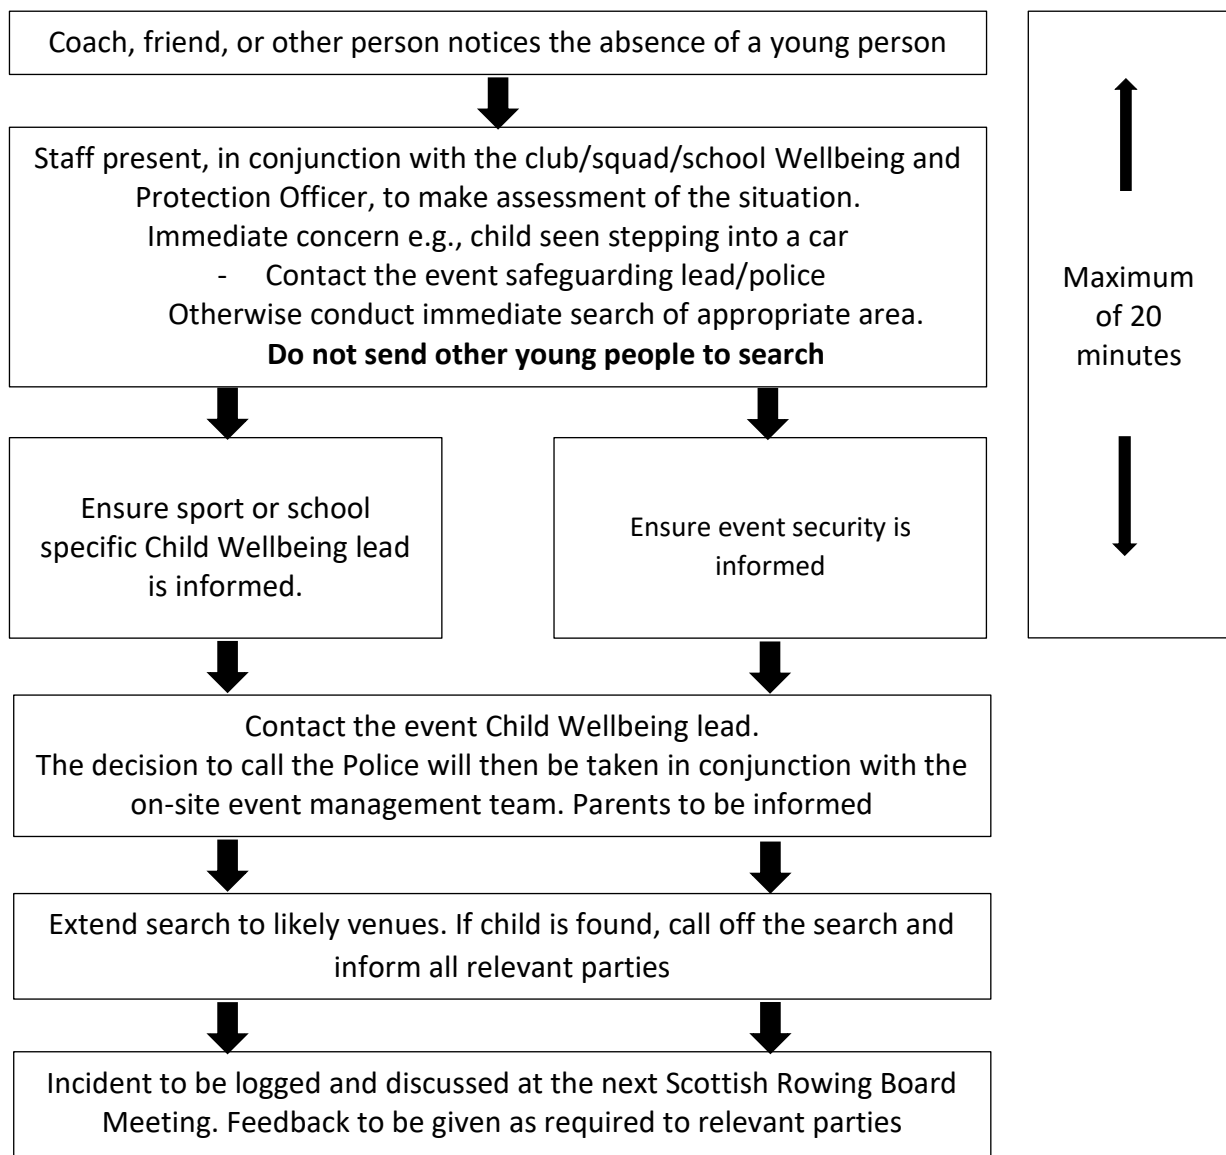 Coach, friend, or other person notices the absence of a young person
Staff present, in conjunction with the club/squad/school Wellbeing and
Protection Officer, to make assessment of the situation.
Immediate concern e.g., child seen stepping into a car
- Contact the event safeguarding lead/police
Otherwise conduct immediate search of appropriate area.
Do not send other young people to search
Maximum
of 20
minutes
Ensure sport or school
specific Child Wellbeing lead
is informed.
Ensure event security is
informed
Contact the event Child Wellbeing lead.
The decision to call the Police will then be taken in conjunction with the
on-site event management team. Parents to be informed
Extend search to likely venues. If child is found, call off the search and
inform all relevant parties
Incident to be logged and discussed at the next Scottish Rowing Board
Meeting. Feedback to be given as required to relevant parties